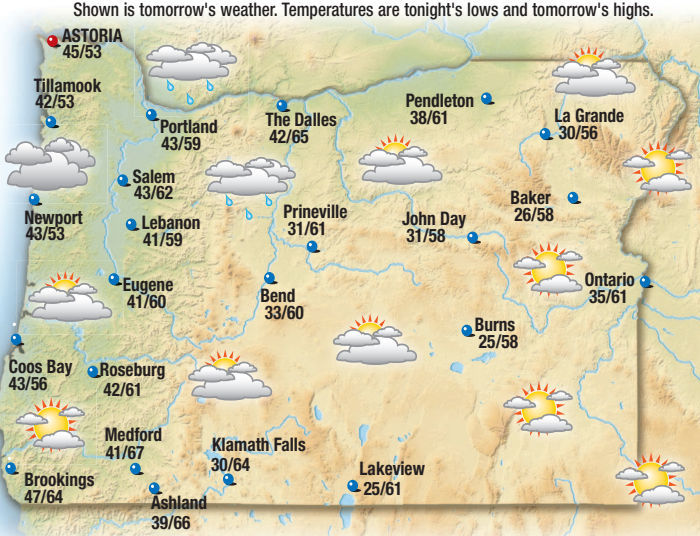 Shown is tomorrow's weather. Temperatures are tonight's lows and tomorrow's highs.
ASTORIA
45/53
Tillamook
42/53
Portland
43/59
The Dalles
42/65
Pendleton
38/61
La Grande
30/56
Salem
43/62
Newport
43/53
Lebanon
41/59
Prineville
31/61
John Day
31/58
Baker
26/58
Eugene
41/60
Bend
33/60
Ontario
35/61
Burns
25/58
Coos Bay
43/56
Roseburg
42/61
Medford
41/67
Klamath Falls
30/64
Lakeview
25/61
Brookings
47/64
Ashland
39/66